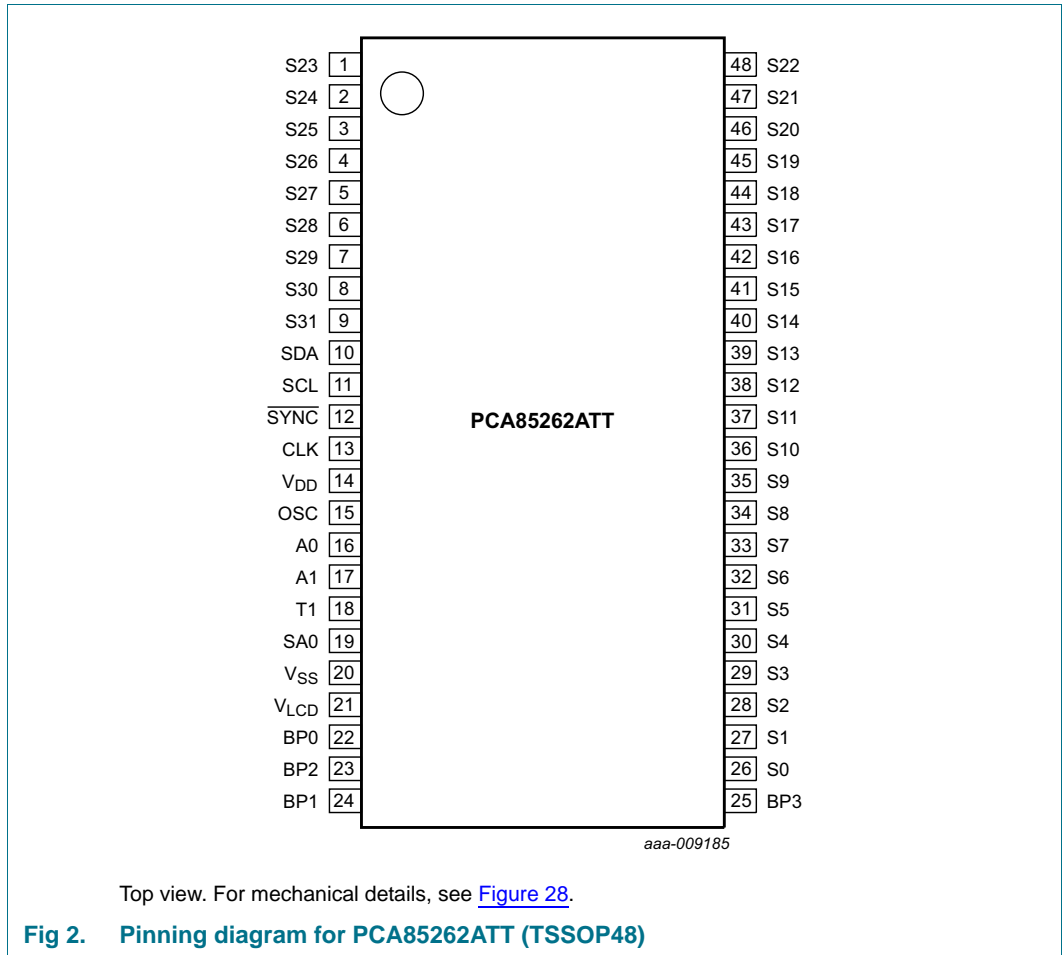 S23 1 48 S22
S24 2 47 S21
S25 3 46 S20
S26 4 45 S19
S27 5 44 S18
S28 6 43 S17
S29 7 42 S16
S30 8 41 S15
S31 9 40 S14
SDA 10 39 S13
SCL 11 38 S12
SYNC 12 PCA85262ATT 37 S11
CLK 13 36 S10
VDD 14 35 S9
OSC 15 34 S8
A0 16 33 S7
A1 17 32 S6
T1 18 31 S5
SA0 19 30 S4
VSS 20 29 S3
VLCD 21 28 S2
BP0 22 27 S1
BP2 23 26 S0
BP1 24 25 BP3
aaa-009185
Top view. For mechanical details, see Figure 28.
Fig 2. Pinning diagram for PCA85262ATT (TSSOP48)